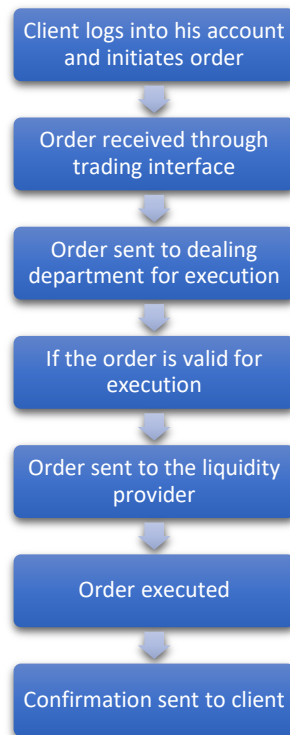 Client logs into his account
and initiates order
Order received through
trading interface
Order sent to dealing
department for execution
If the order is valid for
execution
Order sent to the liquidity
provider
Order executed
Confirmation sent to client